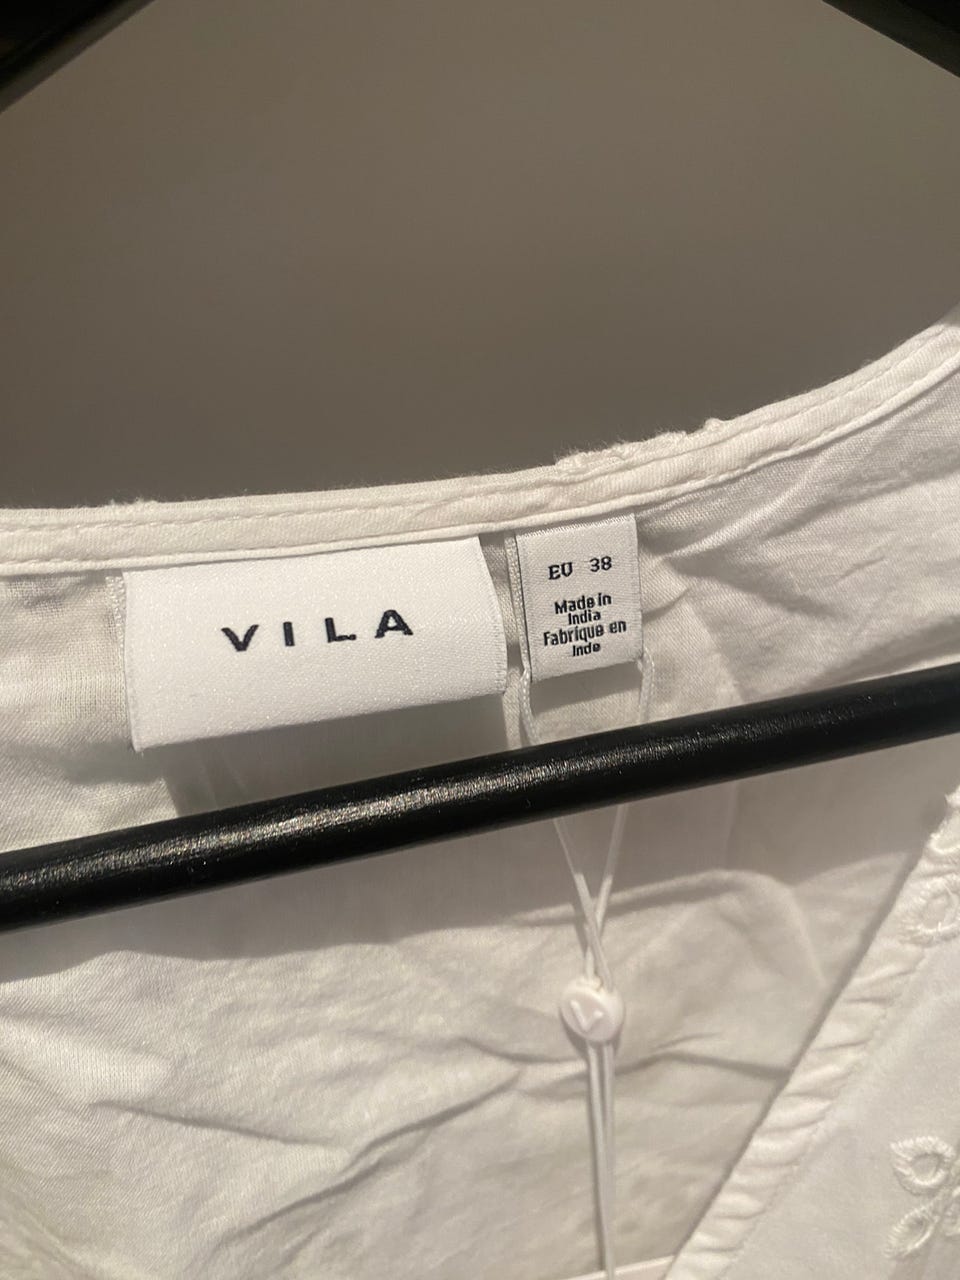 VILA
EU 38
Made in
India
Fabrique en
Inde